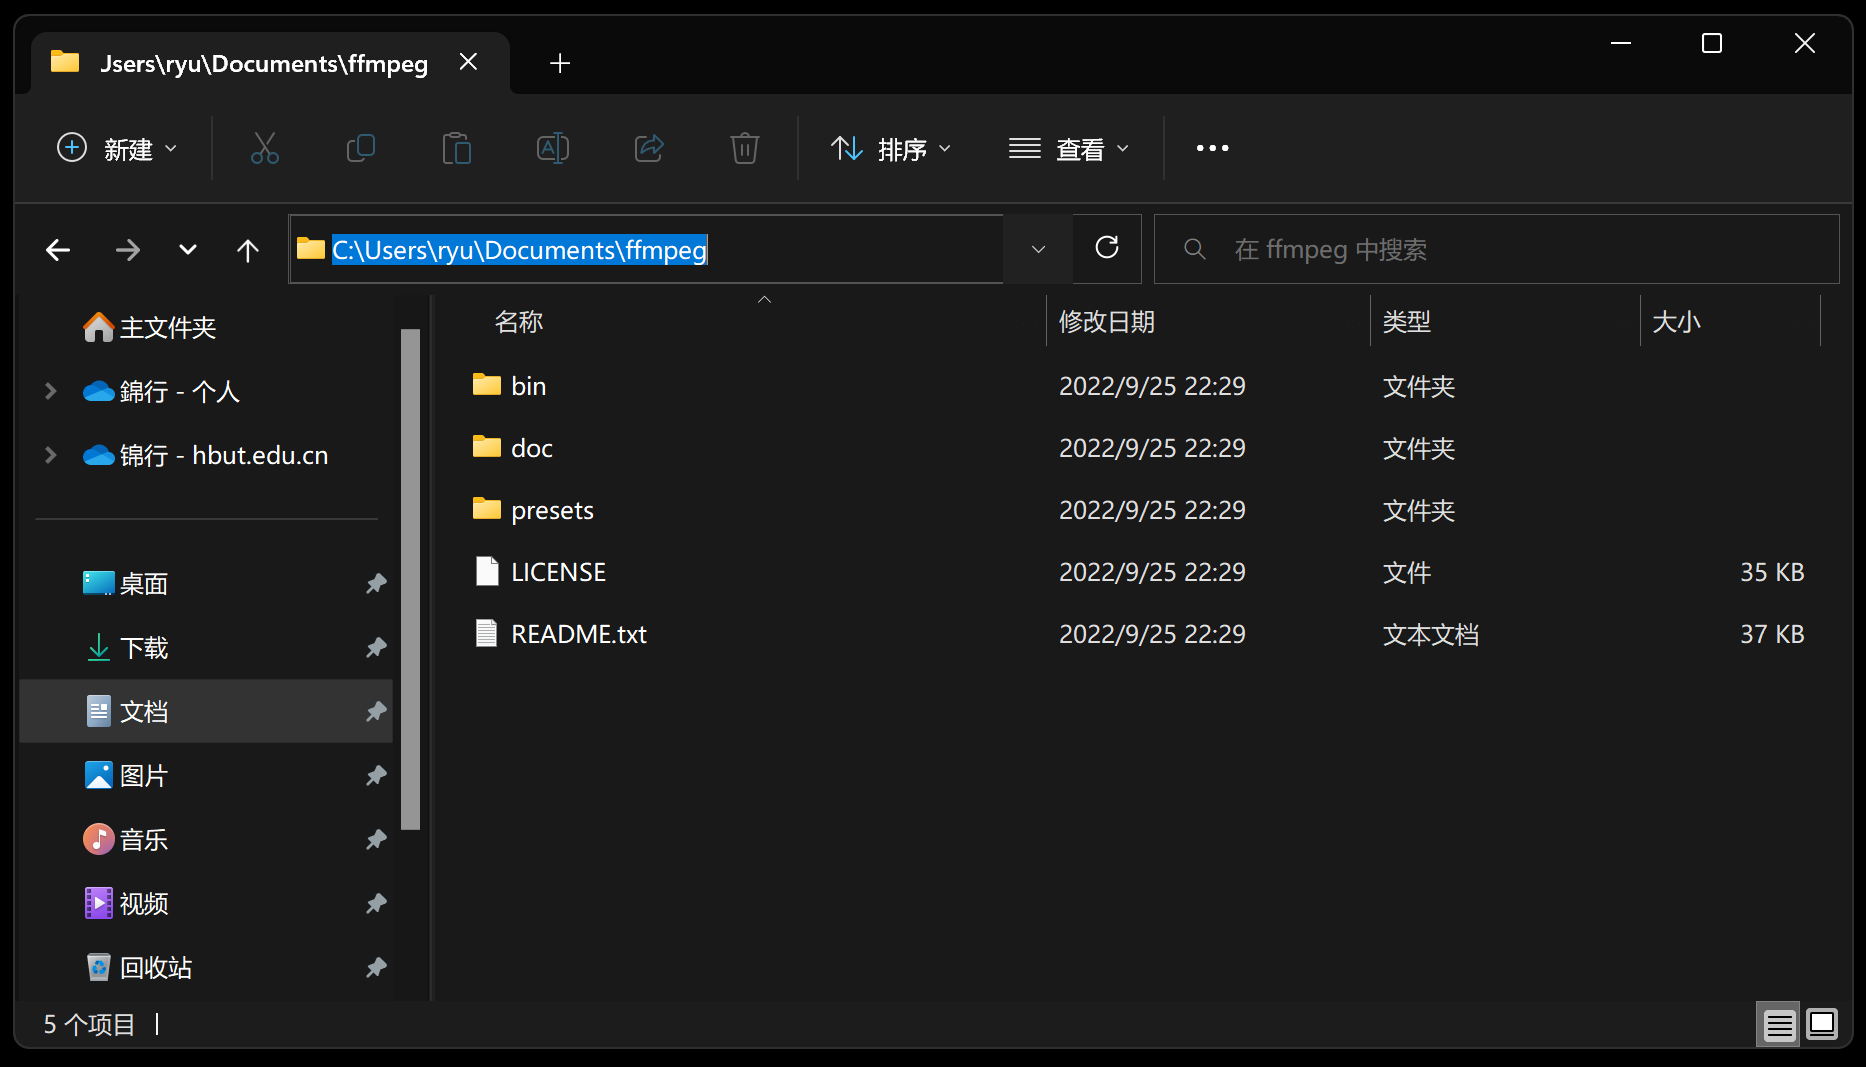 Jsers\ryu\Documents\ffmpeg
新建
排序
查看
C:\Users\ryu\Documents\ffmpeg
在 ffmpeg 中搜索
主文件夹
錦行 - 个人
锦行 - hbut.edu.cn
桌面
下载
文档
图片
音乐
视频
回收站
名称 修改日期 类型 大小
bin 2022/9/25 22:29 文件夹
doc 2022/9/25 22:29 文件夹
presets 2022/9/25 22:29 文件夹
LICENSE 2022/9/25 22:29 文件 35 KB
README.txt 2022/9/25 22:29 文本文档 37 KB
5 个项目